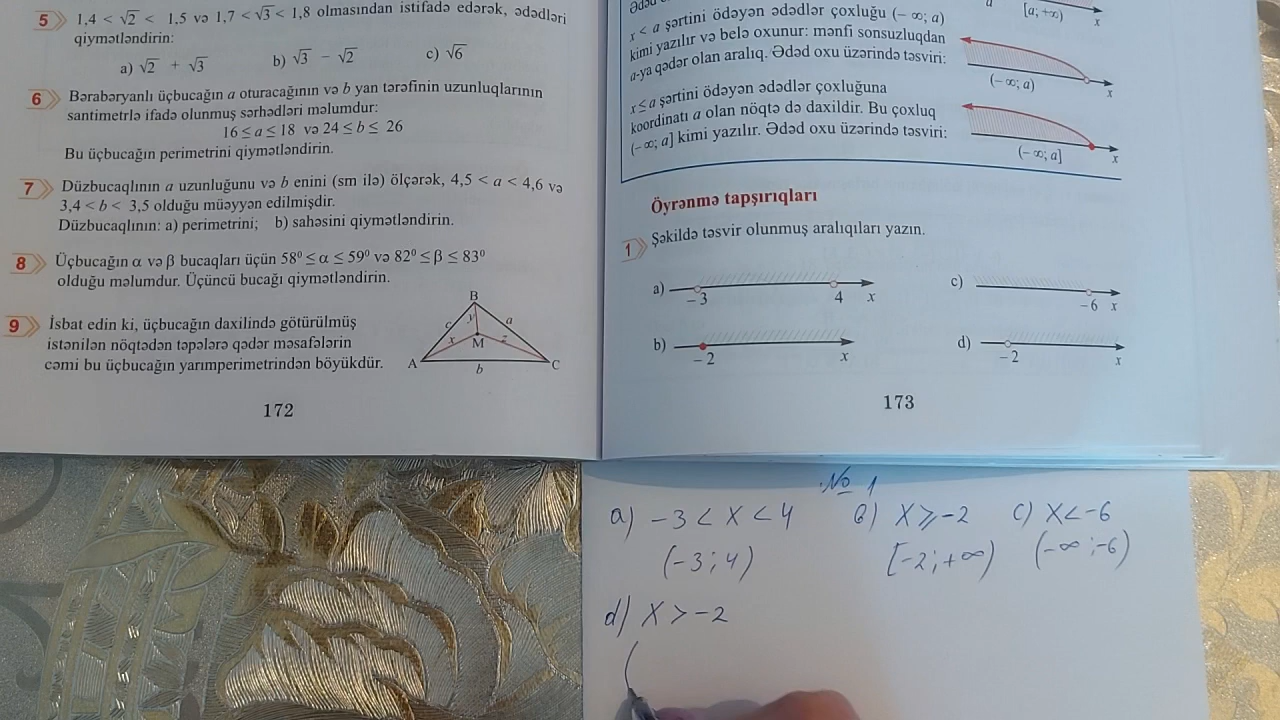 5 1,4 < √2 < 1,5 və 1,7 < √3 < 1,8 olmasından istifadə edərək, ədədləri
qiymətləndirin:
a) √2 + √3 b) √3 − √2 c) √6
6 Bərabəryanlı üçbucağın a oturacağının və b yan tərəfinin uzunluqlarının
santimetrlə ifadə olunmuş sərhədləri məlumdur:
16 ≤ a ≤ 18 və 24 ≤ b ≤ 26
Bu üçbucağın perimetrini qiymətləndirin.
7 Düzbucaqlının a uzunluğunu və b enini (sm ilə) ölçərək, 4,5 < a < 4,6 və
3,4 < b < 3,5 olduğu müəyyən edilmişdir.
Düzbucaqlının: a) perimetrini; b) sahəsini qiymətləndirin.
8 Üçbucağın α və β bucaqları üçün 58⁰ ≤ α ≤ 59⁰ və 82⁰ ≤ β ≤ 83⁰
olduğu məlumdur. Üçüncü bucağı qiymətləndirin.
9 İsbat edin ki, üçbucağın daxilində götürülmüş
istənilən nöqtədən təpələrə qədər məsafələrin
cəmi bu üçbucağın yarımperimetrindən böyükdür.
B
c y a
x M z
A b C
172
a [a; +∞) x
x < a şərtini ödəyən ədədlər çoxluğu (− ∞; a)
kimi yazılır və belə oxunur: mənfi sonsuzluqdan
a-ya qədər olan aralıq. Ədəd oxu üzərində təsviri:
(− ∞; a) x
x ≤ a şərtini ödəyən ədədlər çoxluğuna
koordinatı a olan nöqtə də daxildir. Bu çoxluq
(− ∞; a] kimi yazılır. Ədəd oxu üzərində təsviri:
(− ∞; a] x
Öyrənmə tapşırıqları
1 Şəkildə təsvir olunmuş aralıqıları yazın.
a) −3 4 x
c) −6 x
b) −2 x
d) −2 x
173
№ 1
a) −3 < x < 4 b) x ⩾ −2 c) x < −6
(−3; 4) [−2; +∞) (−∞; −6)
d) x > −2
(